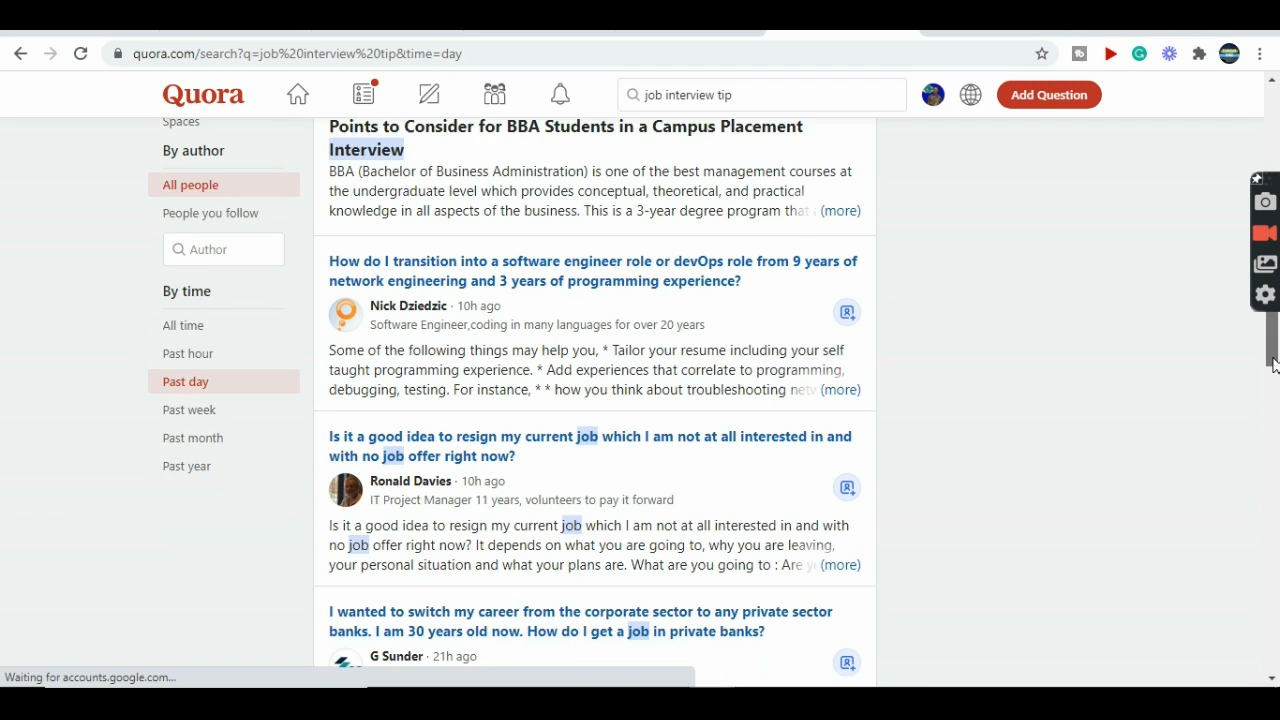 quora.com/search?q=job%20interview%20tip&time=day
Quora
job interview tip
Add Question
Spaces
By author
All people
People you follow
Author
By time
All time
Past hour
Past day
Past week
Past month
Past year
Points to Consider for BBA Students in a Campus Placement
Interview
BBA (Bachelor of Business Administration) is one of the best management courses at
the undergraduate level which provides conceptual, theoretical, and practical
knowledge in all aspects of the business. This is a 3-year degree program that (more)
How do I transition into a software engineer role or devOps role from 9 years of
network engineering and 3 years of programming experience?
Nick Dziedzic · 10h ago
Software Engineer,coding in many languages for over 20 years
Some of the following things may help you, * Tailor your resume including your self
taught programming experience. * Add experiences that correlate to programming,
debugging, testing. For instance, * * how you think about troubleshooting (more)
Is it a good idea to resign my current job which I am not at all interested in and
with no job offer right now?
Ronald Davies · 10h ago
IT Project Manager 11 years, volunteers to pay it forward
Is it a good idea to resign my current job which I am not at all interested in and with
no job offer right now? It depends on what you are going to, why you are leaving,
your personal situation and what your plans are. What are you going to : Are (more)
I wanted to switch my career from the corporate sector to any private sector
banks. I am 30 years old now. How do I get a job in private banks?
G Sunder · 21h ago
Waiting for accounts.google.com...